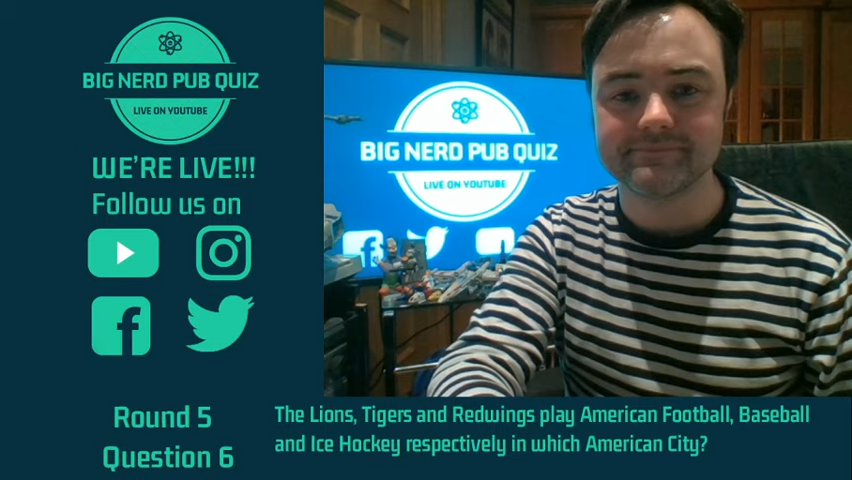 BIG NERD PUB QUIZ
LIVE ON YOUTUBE
WE'RE LIVE!!!
Follow us on
BIG NERD PUB QUIZ
LIVE ON YOUTUBE
Round 5
Question 6
The Lions, Tigers and Redwings play American Football, Baseball
and Ice Hockey respectively in which American City?